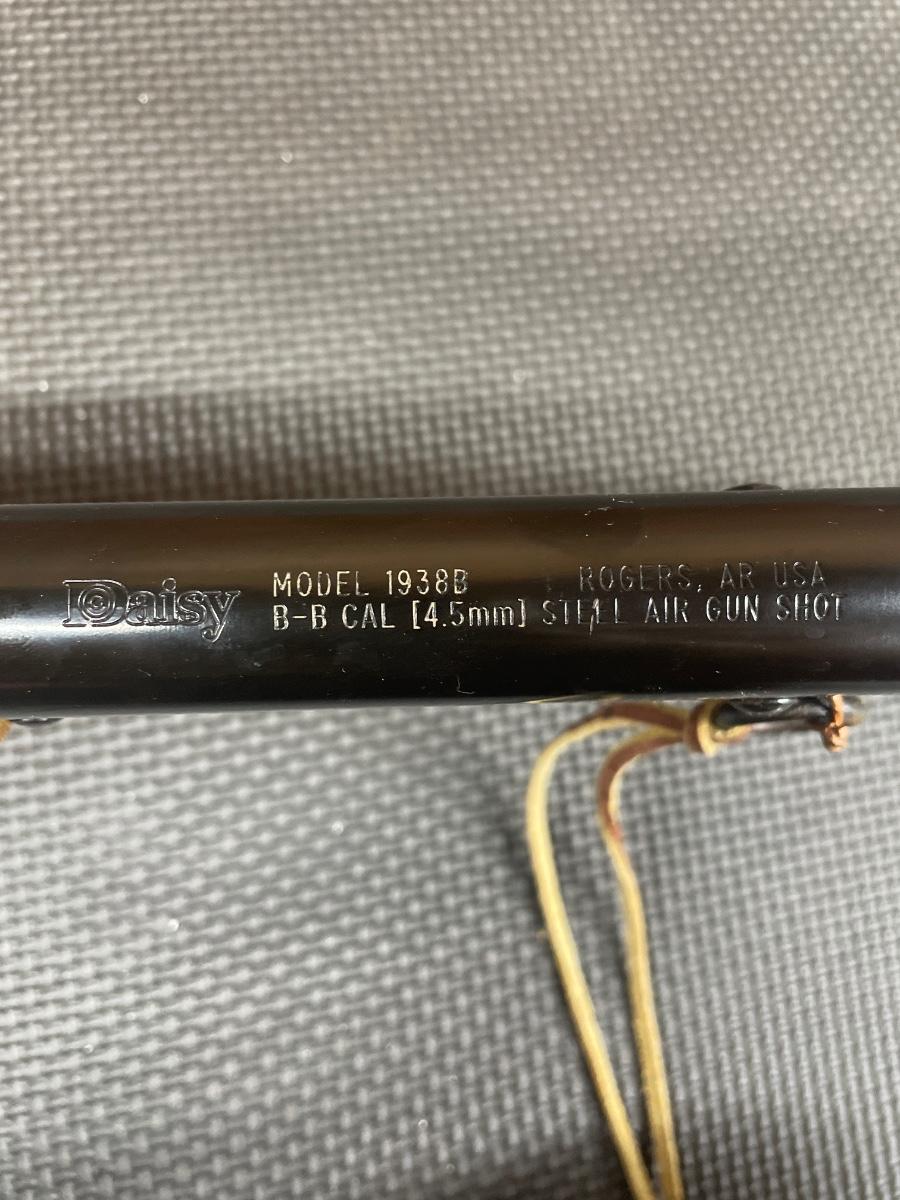 Daisy
MODEL 1938B ROGERS, AR USA
B-B CAL [4.5mm] STEEL AIR GUN SHOT